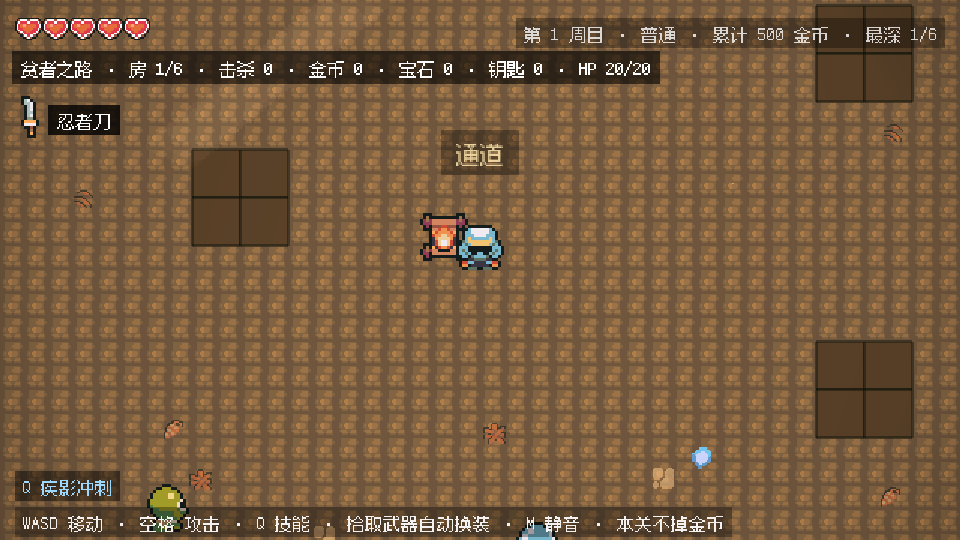 第 1 周目 · 普通 · 累计 500 金币 · 最深 1/6
贫者之路 · 房 1/6 · 击杀 0 · 金币 0 · 宝石 0 · 钥匙 0 · HP 20/20
忍者刀
通道
Q 疾影冲刺
WASD 移动 · 空格 攻击 · Q 技能 · 拾取武器自动换装 · M 静音 · 本关不掉金币